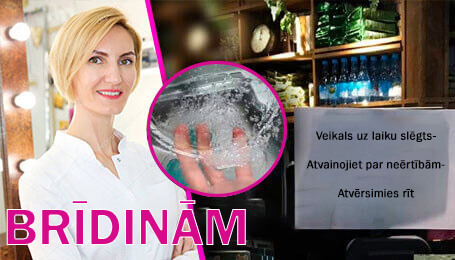 Veikals uz laiku slēgts-
Atvainojiet par neērtībām-
Atvērsimies rīt
BRĪDINĀM